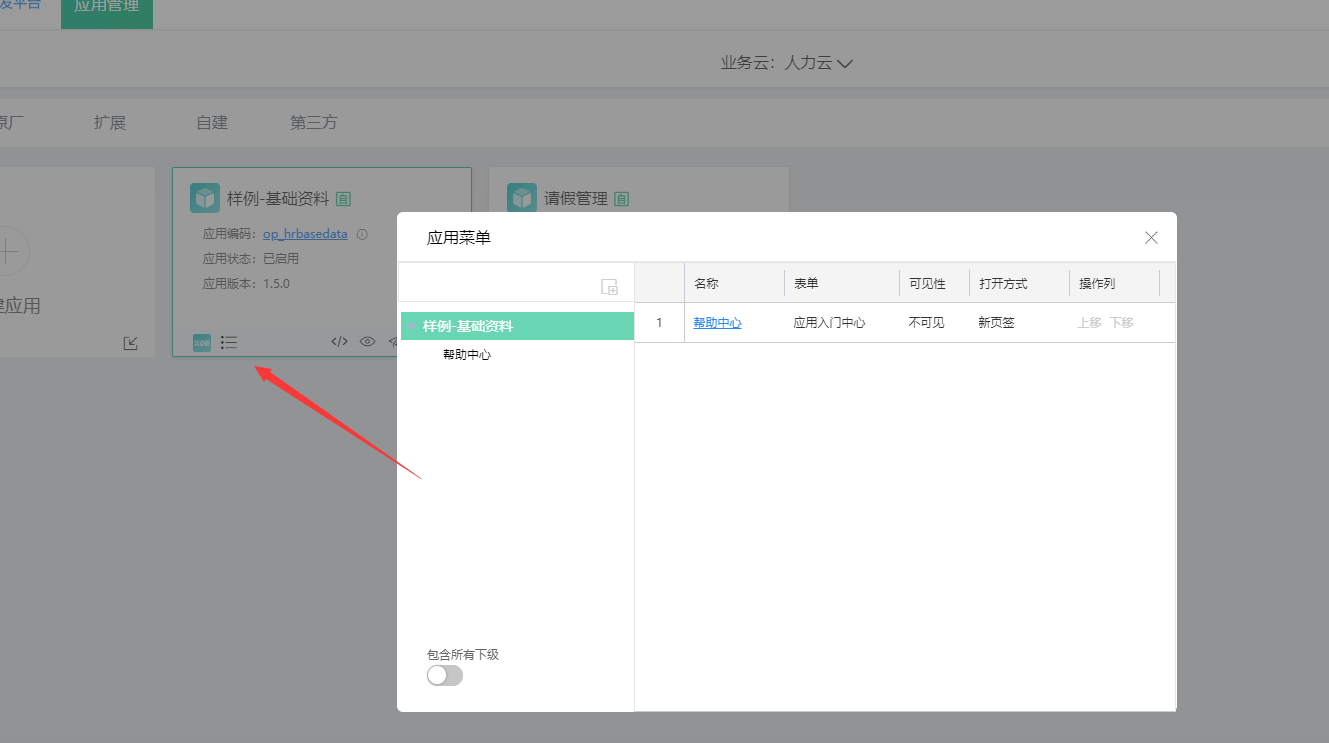 发平台
应用管理
业务云: 人力云
原厂 扩展 自建 第三方
样例-基础资料 自
应用编码: op_hrbasedata
应用状态: 已启用
应用版本: 1.5.0
请假管理 自
建应用
应用菜单
名称 表单 可见性 打开方式 操作列
1 帮助中心 应用入门中心 不可见 新页签 上移 下移
样例-基础资料
帮助中心
包含所有下级